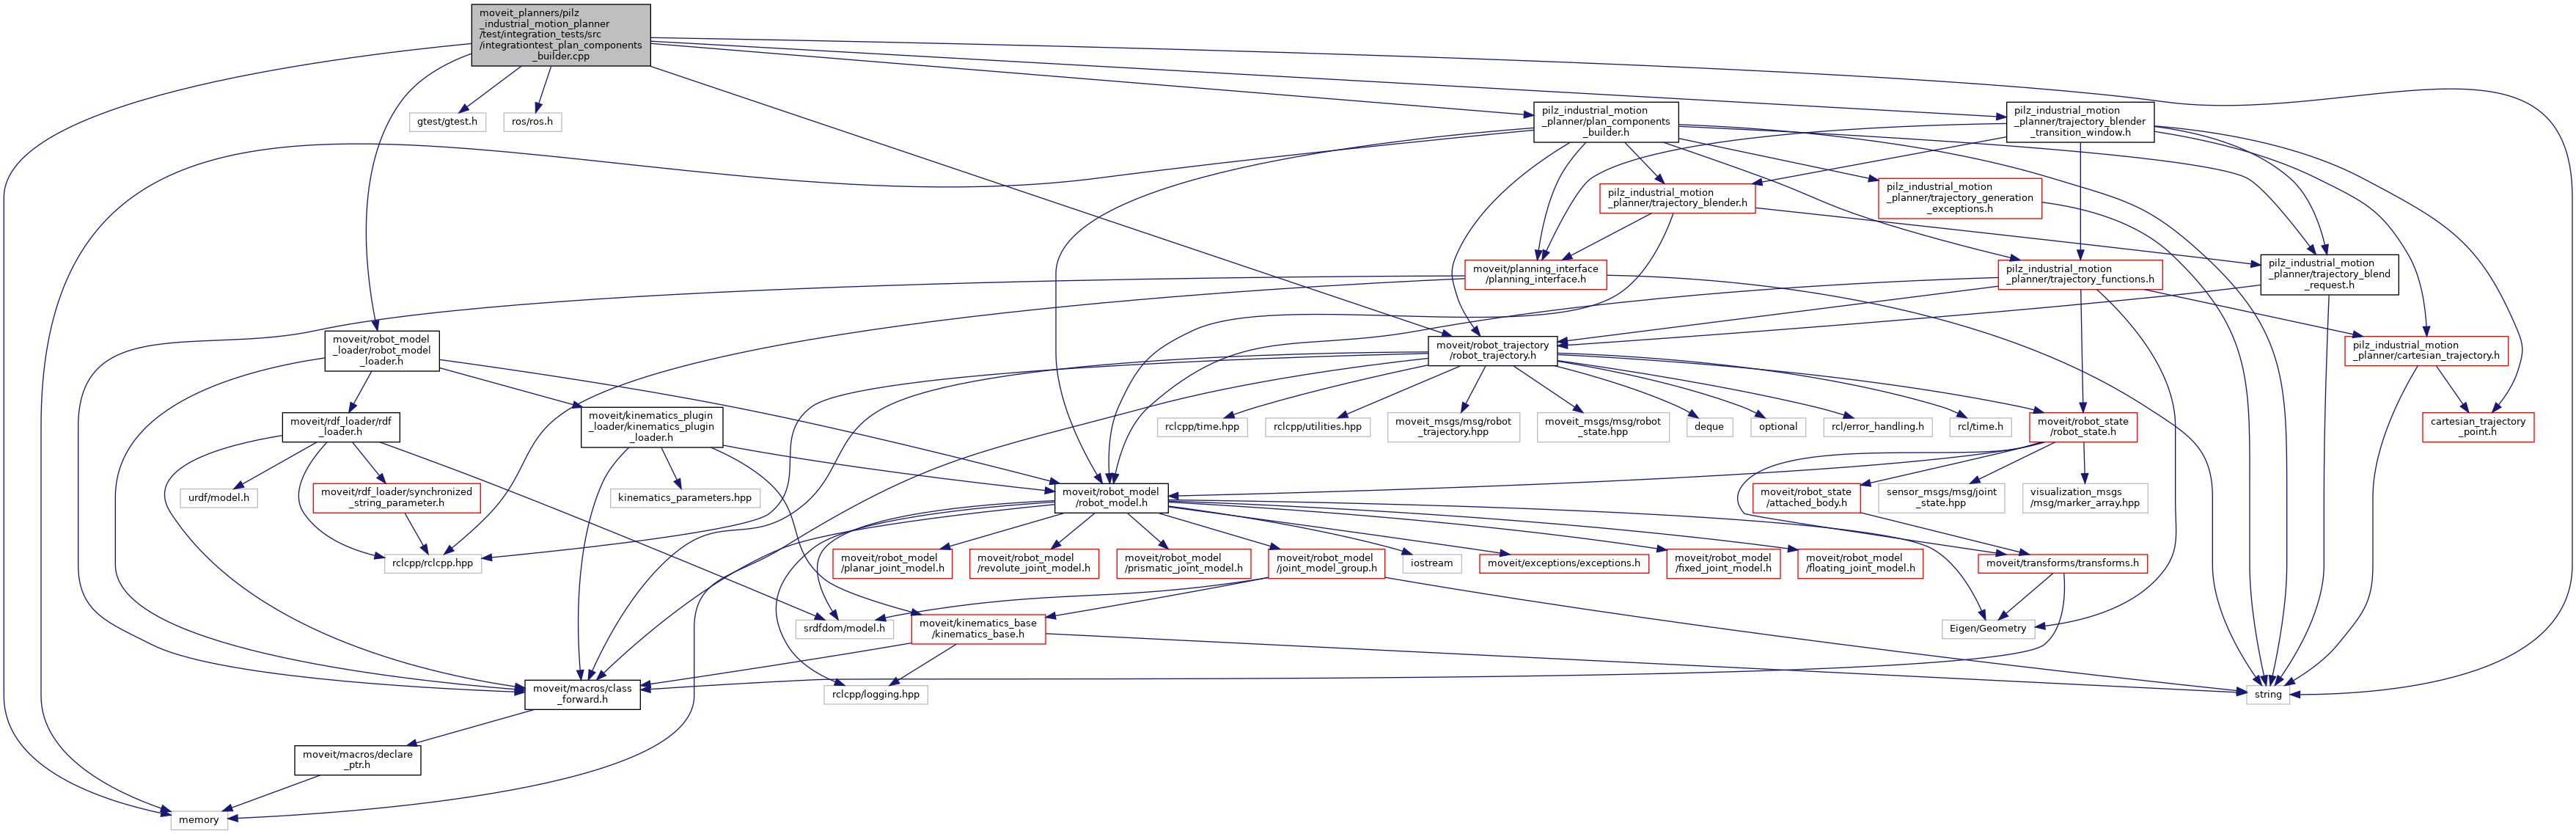 moveit_planners/pilz
_industrial_motion_planner
/test/integration_tests/src
/integrationtest_plan_components
_builder.cpp
gtest/gtest.h
ros/ros.h
pilz_industrial_motion
_planner/plan_components
_builder.h
pilz_industrial_motion
_planner/trajectory_blender
_transition_window.h
pilz_industrial_motion
_planner/trajectory_blender.h
pilz_industrial_motion
_planner/trajectory_generation
_exceptions.h
moveit/planning_interface
/planning_interface.h
pilz_industrial_motion
_planner/trajectory_functions.h
pilz_industrial_motion
_planner/trajectory_blend
_request.h
moveit/robot_model
_loader/robot_model
_loader.h
moveit/robot_trajectory
/robot_trajectory.h
pilz_industrial_motion
_planner/cartesian_trajectory.h
moveit/rdf_loader/rdf
_loader.h
moveit/kinematics_plugin
_loader/kinematics_plugin
_loader.h
rclcpp/time.hpp
rclcpp/utilities.hpp
moveit_msgs/msg/robot
_trajectory.hpp
moveit_msgs/msg/robot
_state.hpp
deque
optional
rcl/error_handling.h
rcl/time.h
moveit/robot_state
/robot_state.h
cartesian_trajectory
_point.h
urdf/model.h
moveit/rdf_loader/synchronized
_string_parameter.h
kinematics_parameters.hpp
moveit/robot_model
/robot_model.h
moveit/robot_state
/attached_body.h
sensor_msgs/msg/joint
_state.hpp
visualization_msgs
/msg/marker_array.hpp
rclcpp/rclcpp.hpp
moveit/robot_model
/planar_joint_model.h
moveit/robot_model
/revolute_joint_model.h
moveit/robot_model
/prismatic_joint_model.h
moveit/robot_model
/joint_model_group.h
iostream
moveit/exceptions/exceptions.h
moveit/robot_model
/fixed_joint_model.h
moveit/robot_model
/floating_joint_model.h
moveit/transforms/transforms.h
srdfdom/model.h
moveit/kinematics_base
/kinematics_base.h
Eigen/Geometry
moveit/macros/class
_forward.h
rclcpp/logging.hpp
string
moveit/macros/declare
_ptr.h
memory